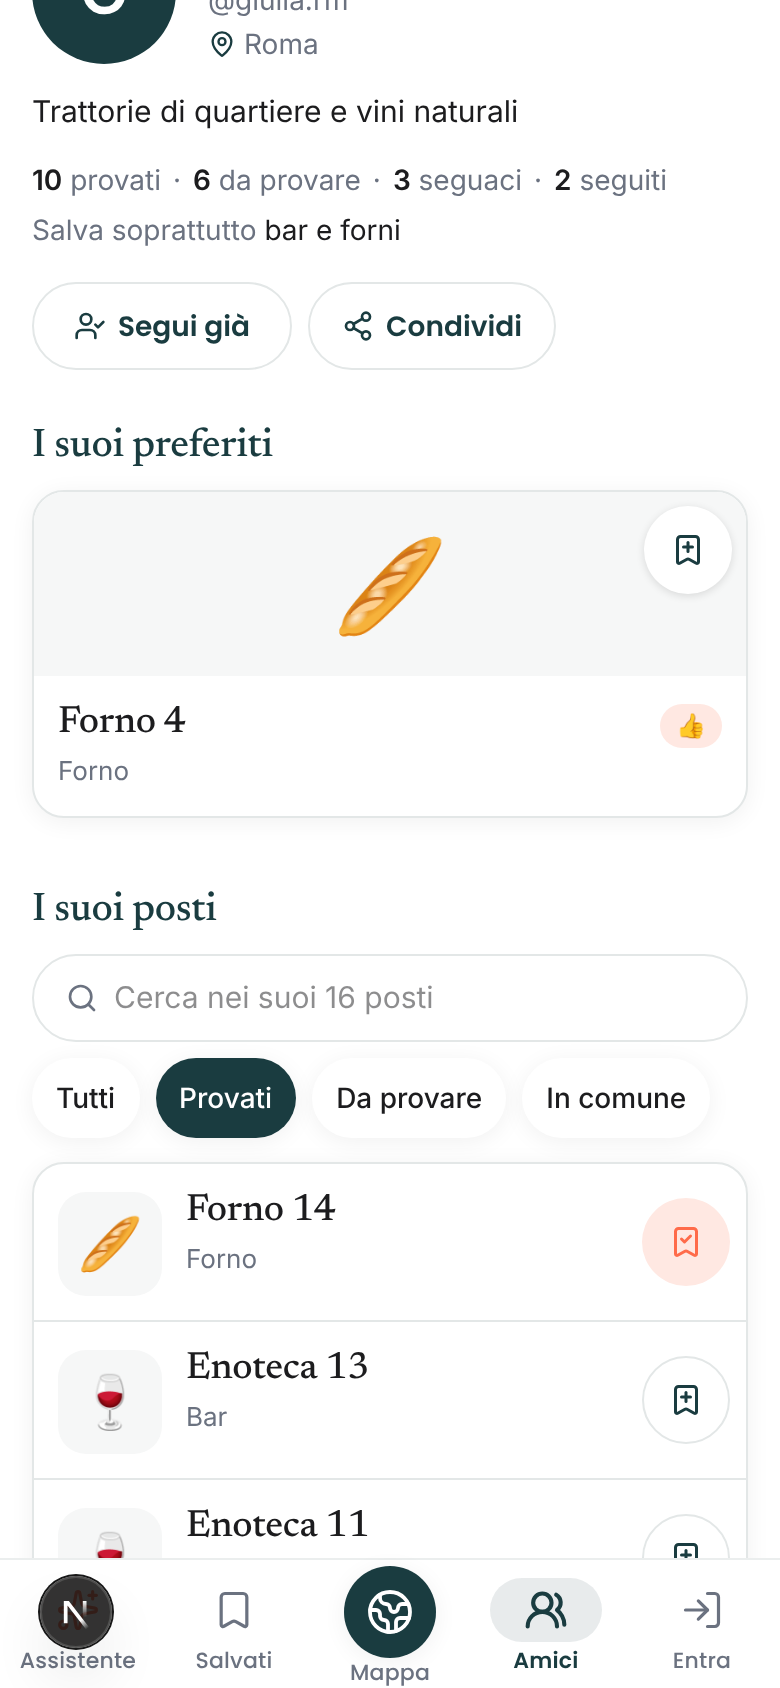 @giulia.rm
Roma
Trattorie di quartiere e vini naturali
10 provati · 6 da provare · 3 seguaci · 2 seguiti
Salva soprattutto bar e forni
Segui già
Condividi
I suoi preferiti
Forno 4
Forno
I suoi posti
Cerca nei suoi 16 posti
Tutti
Provati
Da provare
In comune
Forno 14
Forno
Enoteca 13
Bar
Enoteca 11
N
Assistente
Salvati
Mappa
Amici
Entra